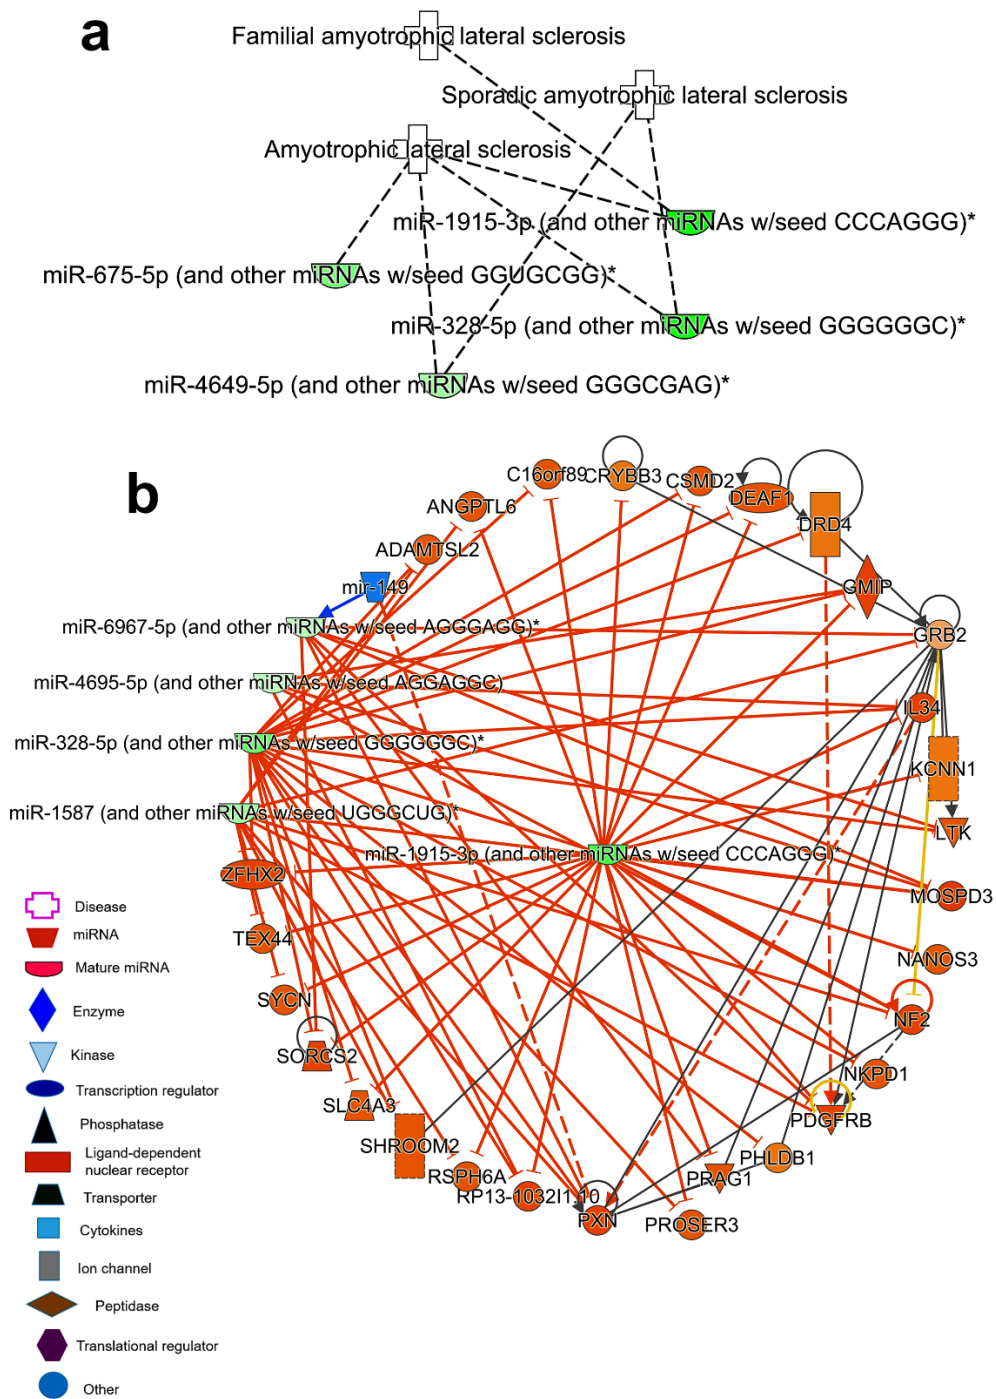 a
Familial amyotrophic lateral sclerosis
Sporadic amyotrophic lateral sclerosis
Amyotrophic lateral sclerosis
miR-1915-3p (and other miRNAs w/seed CCCAGGG)*
miR-675-5p (and other miRNAs w/seed GGUGCGG)*
miR-328-5p (and other miRNAs w/seed GGGGGGC)*
miR-4649-5p (and other miRNAs w/seed GGGCGAG)*
b
C16orf89
CRYBB3
CSMD2
DEAF1
ANGPTL6
DRD4
ADAMTSL2
mir-149
GMIP
miR-6967-5p (and other miRNAs w/seed AGGGAGG)*
GRB2
miR-4695-5p (and other miRNAs w/seed AGGAGGC)
IL34
miR-328-5p (and other miRNAs w/seed GGGGGGC)*
KCNN1
miR-1587 (and other miRNAs w/seed UGGGCUG)*
LTK
miR-1915-3p (and other miRNAs w/seed CCCAGGG)*
ZFHX2
MOSPD3
TEX44
NANOS3
SYCN
NF2
SORCS2
NKPD1
SLC4A3
PDGFRB
SHROOM2
PHLDB1
RSPH6A
PRAG1
RP13-1032I1.10
PXN
PROSER3
Disease
miRNA
Mature miRNA
Enzyme
Kinase
Transcription regulator
Phosphatase
Ligand-dependent
nuclear receptor
Transporter
Cytokines
Ion channel
Peptidase
Translational regulator
Other